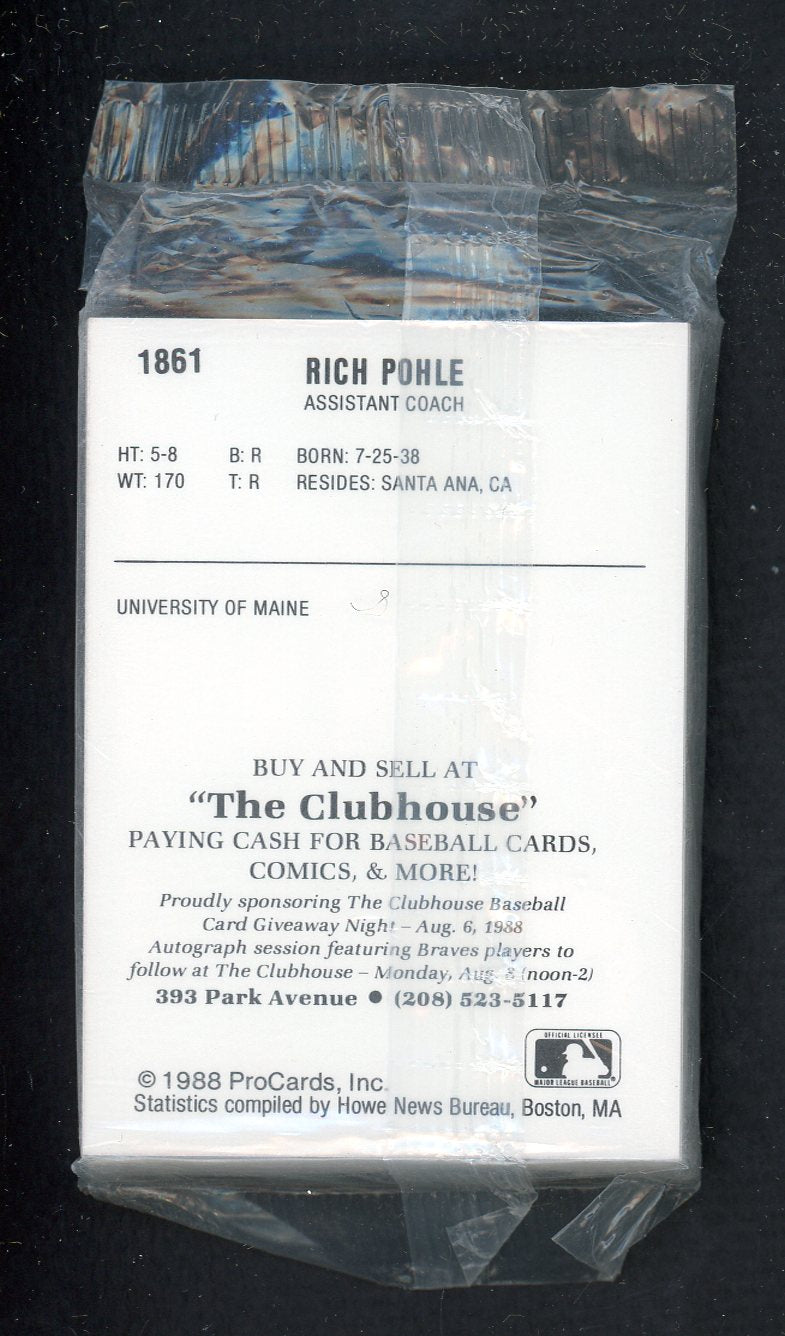 1861
RICH POHLE
ASSISTANT COACH
HT: 5-8 B: R BORN: 7-25-38
WT: 170 T: R RESIDES: SANTA ANA, CA
UNIVERSITY OF MAINE
BUY AND SELL AT
“The Clubhouse”
PAYING CASH FOR BASEBALL CARDS,
COMICS, & MORE!
Proudly sponsoring The Clubhouse Baseball
Card Giveaway Night – Aug. 6, 1988
Autograph session featuring Braves players to
follow at The Clubhouse – Monday, Aug. 8 (noon-2)
393 Park Avenue ● (208) 523-5117
OFFICIAL LICENSEE
MAJOR LEAGUE BASEBALL®
© 1988 ProCards, Inc.
Statistics compiled by Howe News Bureau, Boston, MA